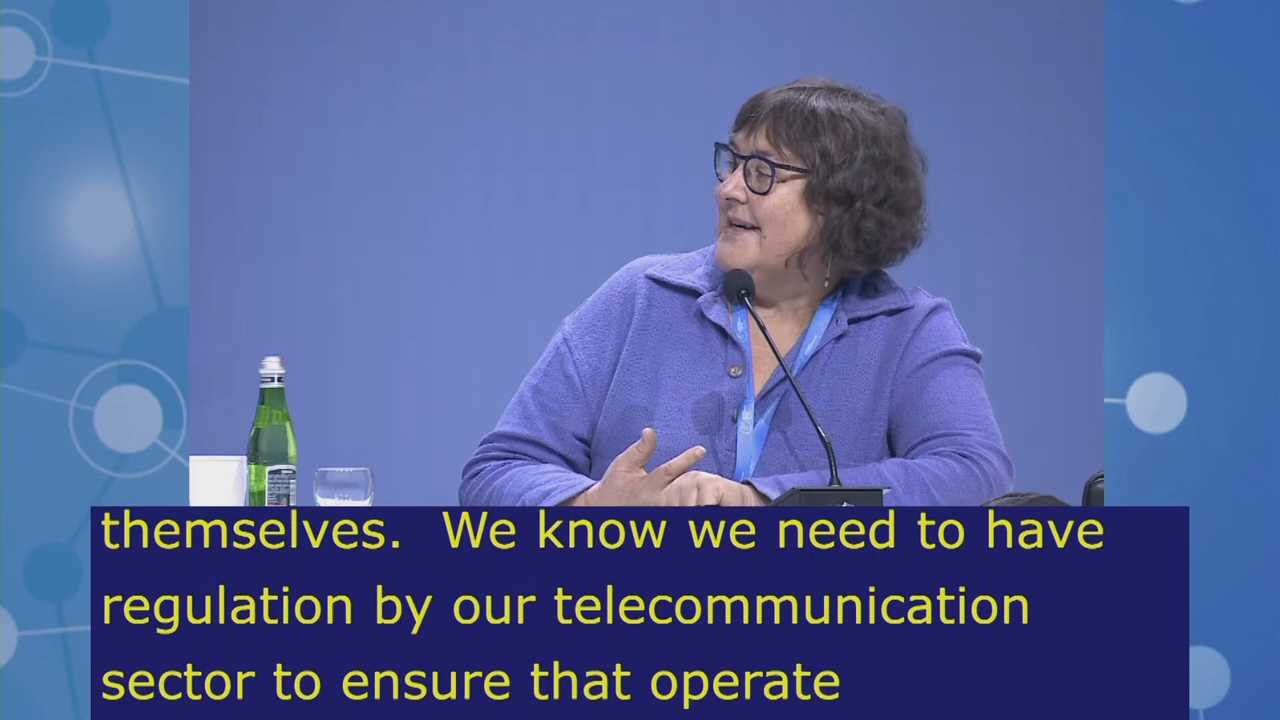 themselves.  We know we need to have
regulation by our telecommunication
sector to ensure that operate